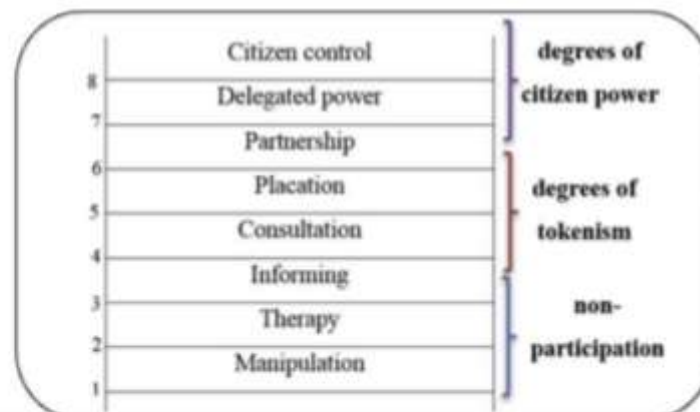 Citizen control
8
Delegated power
7
Partnership
6
Placation
5
Consultation
4
Informing
3
Therapy
2
Manipulation
1
degrees of
citizen power
degrees of
tokenism
non-
participation